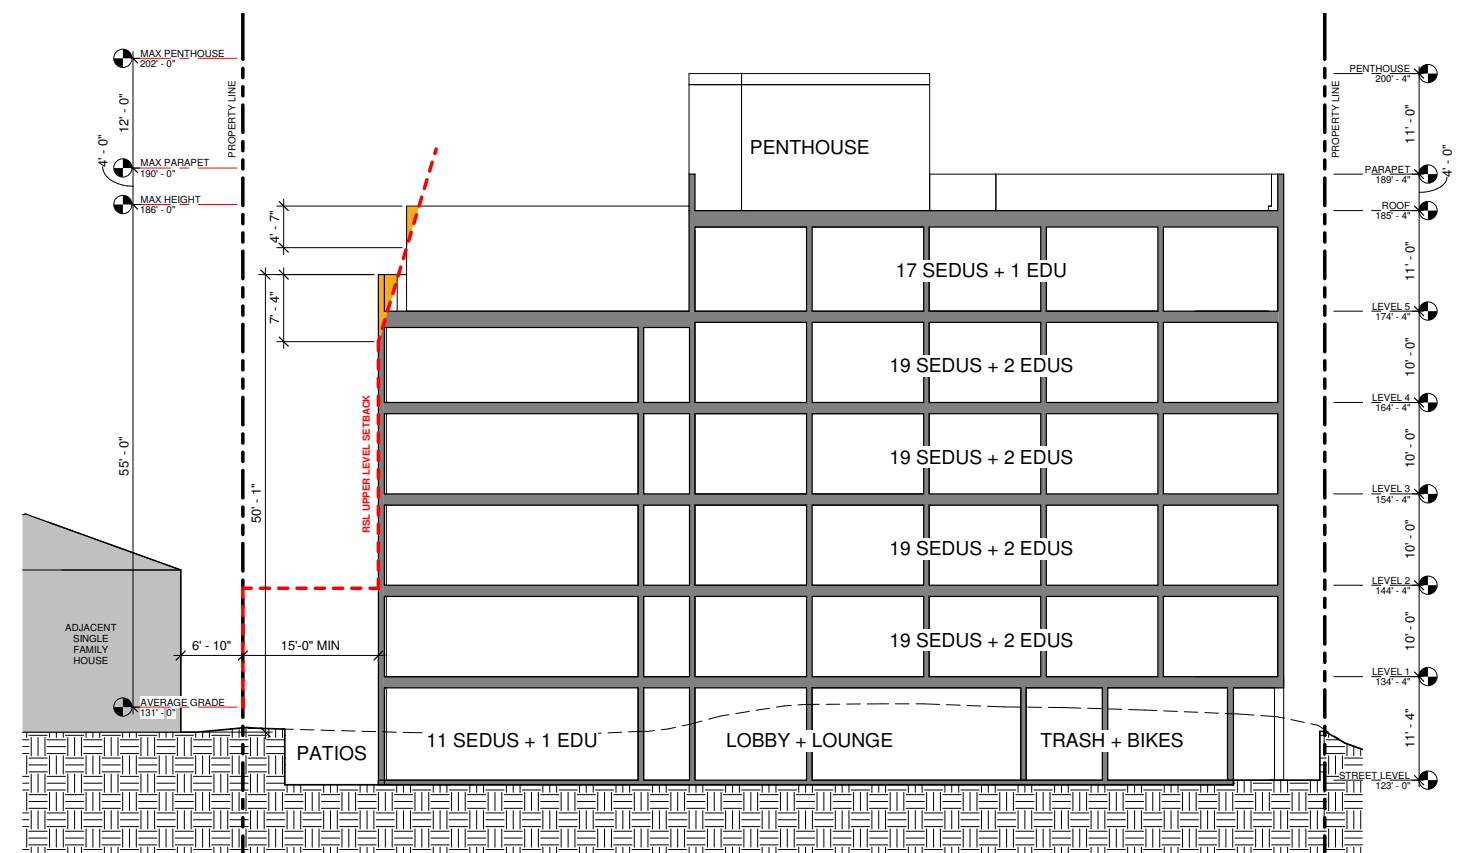 MAX PENTHOUSE
202' - 0"
12' - 0"
4' - 0"
MAX PARAPET
190' - 0"
MAX HEIGHT
186' - 0"
55' - 0"
AVERAGE GRADE
131' - 0"
PROPERTY LINE
4' - 7"
7' - 4"
50' - 1"
RSL UPPER LEVEL SETBACK
6' - 10"
15'-0" MIN
ADJACENT
SINGLE
FAMILY
HOUSE
PENTHOUSE
17 SEDUS + 1 EDU
19 SEDUS + 2 EDUS
19 SEDUS + 2 EDUS
19 SEDUS + 2 EDUS
19 SEDUS + 2 EDUS
PATIOS
11 SEDUS + 1 EDU
LOBBY + LOUNGE
TRASH + BIKES
PROPERTY LINE
PENTHOUSE
200' - 4"
11' - 0"
PARAPET
189' - 4"
4' - 0"
ROOF
185' - 4"
11' - 0"
LEVEL 5
174' - 4"
10' - 0"
LEVEL 4
164' - 4"
10' - 0"
LEVEL 3
154' - 4"
10' - 0"
LEVEL 2
144' - 4"
10' - 0"
LEVEL 1
134' - 4"
11' - 4"
STREET LEVEL
123' - 0"